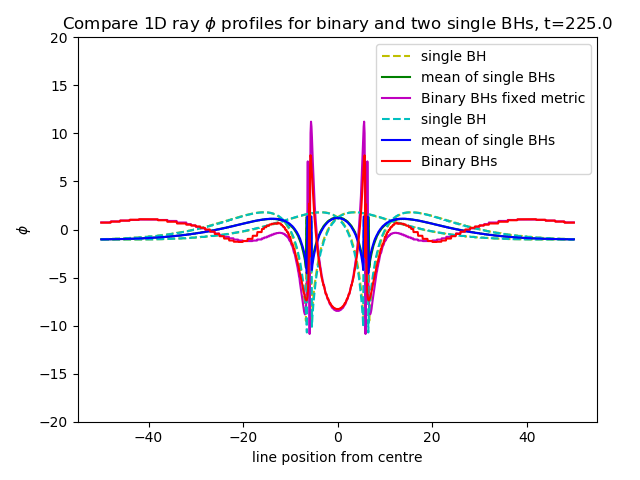 Compare 1D ray ϕ profiles for binary and two single BHs, t=225.0
20
15
10
5
0
−5
−10
−15
−20
ϕ
single BH
mean of single BHs
Binary BHs fixed metric
single BH
mean of single BHs
Binary BHs
−40 −20 0 20 40
line position from centre